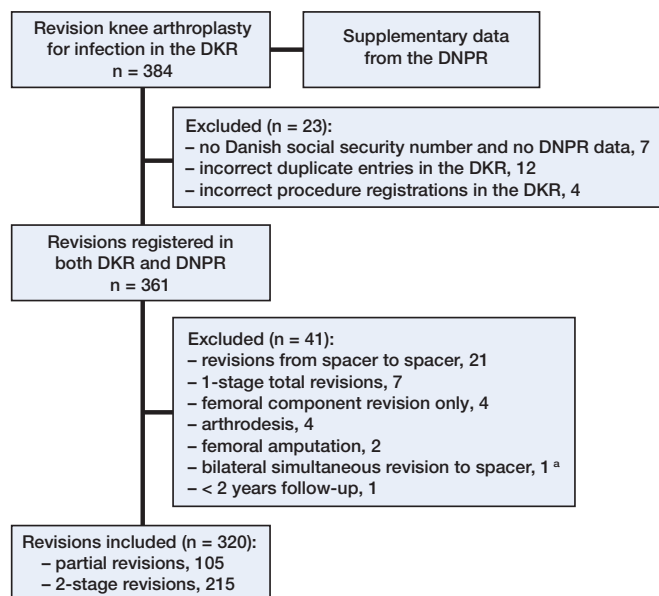 Revision knee arthroplasty
for infection in the DKR
n = 384
Supplementary data
from the DNPR
Excluded (n = 23):
– no Danish social security number and no DNPR data, 7
– incorrect duplicate entries in the DKR, 12
– incorrect procedure registrations in the DKR, 4
Revisions registered in
both DKR and DNPR
n = 361
Excluded (n = 41):
– revisions from spacer to spacer, 21
– 1-stage total revisions, 7
– femoral component revision only, 4
– arthrodesis, 4
– femoral amputation, 2
– bilateral simultaneous revision to spacer, 1 a
– < 2 years follow-up, 1
Revisions included (n = 320):
– partial revisions, 105
– 2-stage revisions, 215